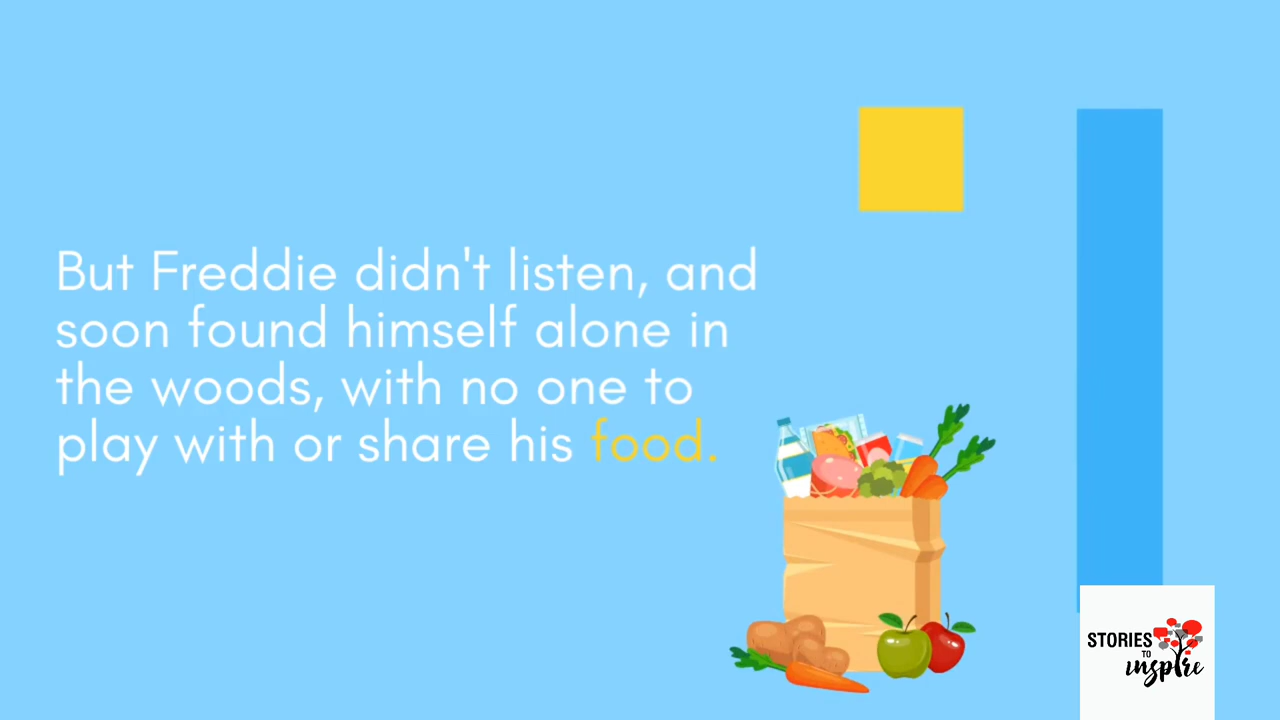 But Freddie didn't listen, and
soon found himself alone in
the woods, with no one to
play with or share his food.
STORIES
TO
inspire